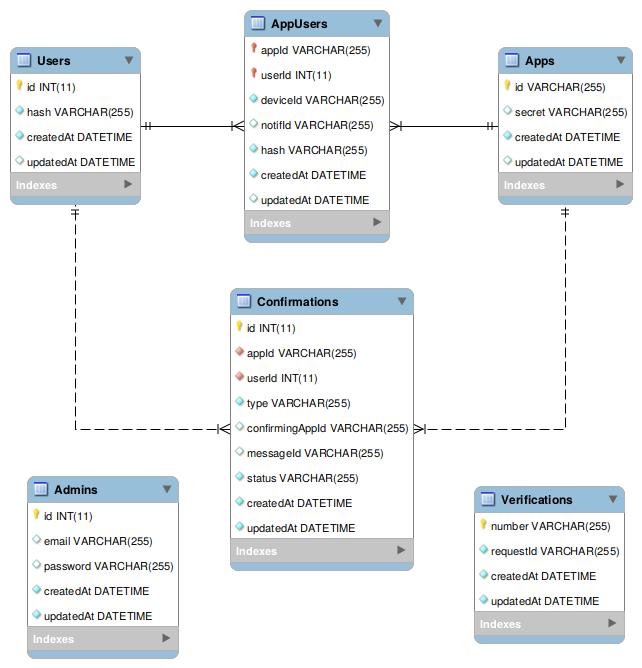 Users
id INT(11)
hash VARCHAR(255)
createdAt DATETIME
updatedAt DATETIME
Indexes
AppUsers
appId VARCHAR(255)
userId INT(11)
deviceId VARCHAR(255)
notifId VARCHAR(255)
hash VARCHAR(255)
createdAt DATETIME
updatedAt DATETIME
Indexes
Apps
id VARCHAR(255)
secret VARCHAR(255)
createdAt DATETIME
updatedAt DATETIME
Indexes
Confirmations
id INT(11)
appId VARCHAR(255)
userId INT(11)
type VARCHAR(255)
confirmingAppId VARCHAR(255)
messageId VARCHAR(255)
status VARCHAR(255)
createdAt DATETIME
updatedAt DATETIME
Indexes
Admins
id INT(11)
email VARCHAR(255)
password VARCHAR(255)
createdAt DATETIME
updatedAt DATETIME
Indexes
Verifications
number VARCHAR(255)
requestId VARCHAR(255)
createdAt DATETIME
updatedAt DATETIME
Indexes